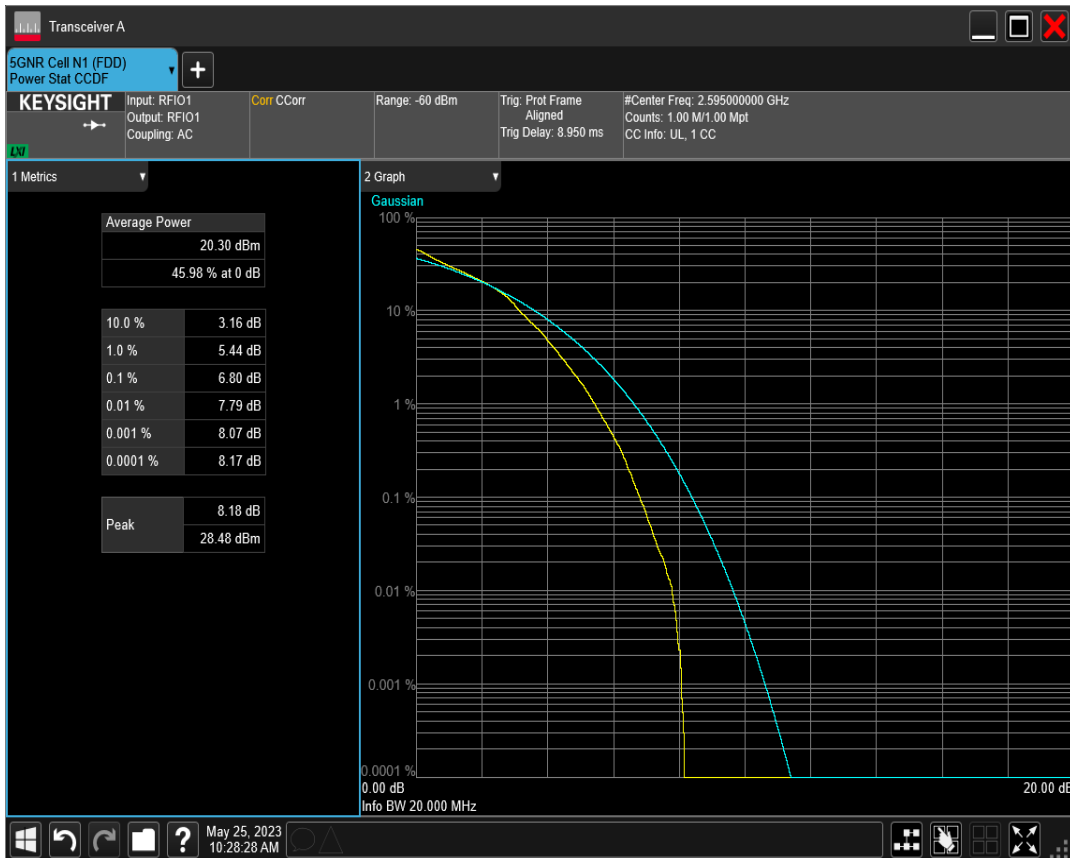 Transceiver A
5GNR Cell N1 (FDD)
Power Stat CCDF
+
KEYSIGHT
LXI
Input: RFIO1
Output: RFIO1
Coupling: AC
Corr CCorr
Range: -60 dBm
Trig: Prot Frame
Aligned
Trig Delay: 8.950 ms
#Center Freq: 2.595000000 GHz
Counts: 1.00 M/1.00 Mpt
CC Info: UL, 1 CC
1 Metrics
Average Power
20.30 dBm
45.98 % at 0 dB
10.0 % 3.16 dB
1.0 % 5.44 dB
0.1 % 6.80 dB
0.01 % 7.79 dB
0.001 % 8.07 dB
0.0001 % 8.17 dB
Peak
8.18 dB
28.48 dBm
2 Graph
Gaussian
100 %
10 %
1 %
0.1 %
0.01 %
0.001 %
0.0001 %
0.00 dB 20.00 dB
Info BW 20.000 MHz
?
May 25, 2023
10:28:28 AM